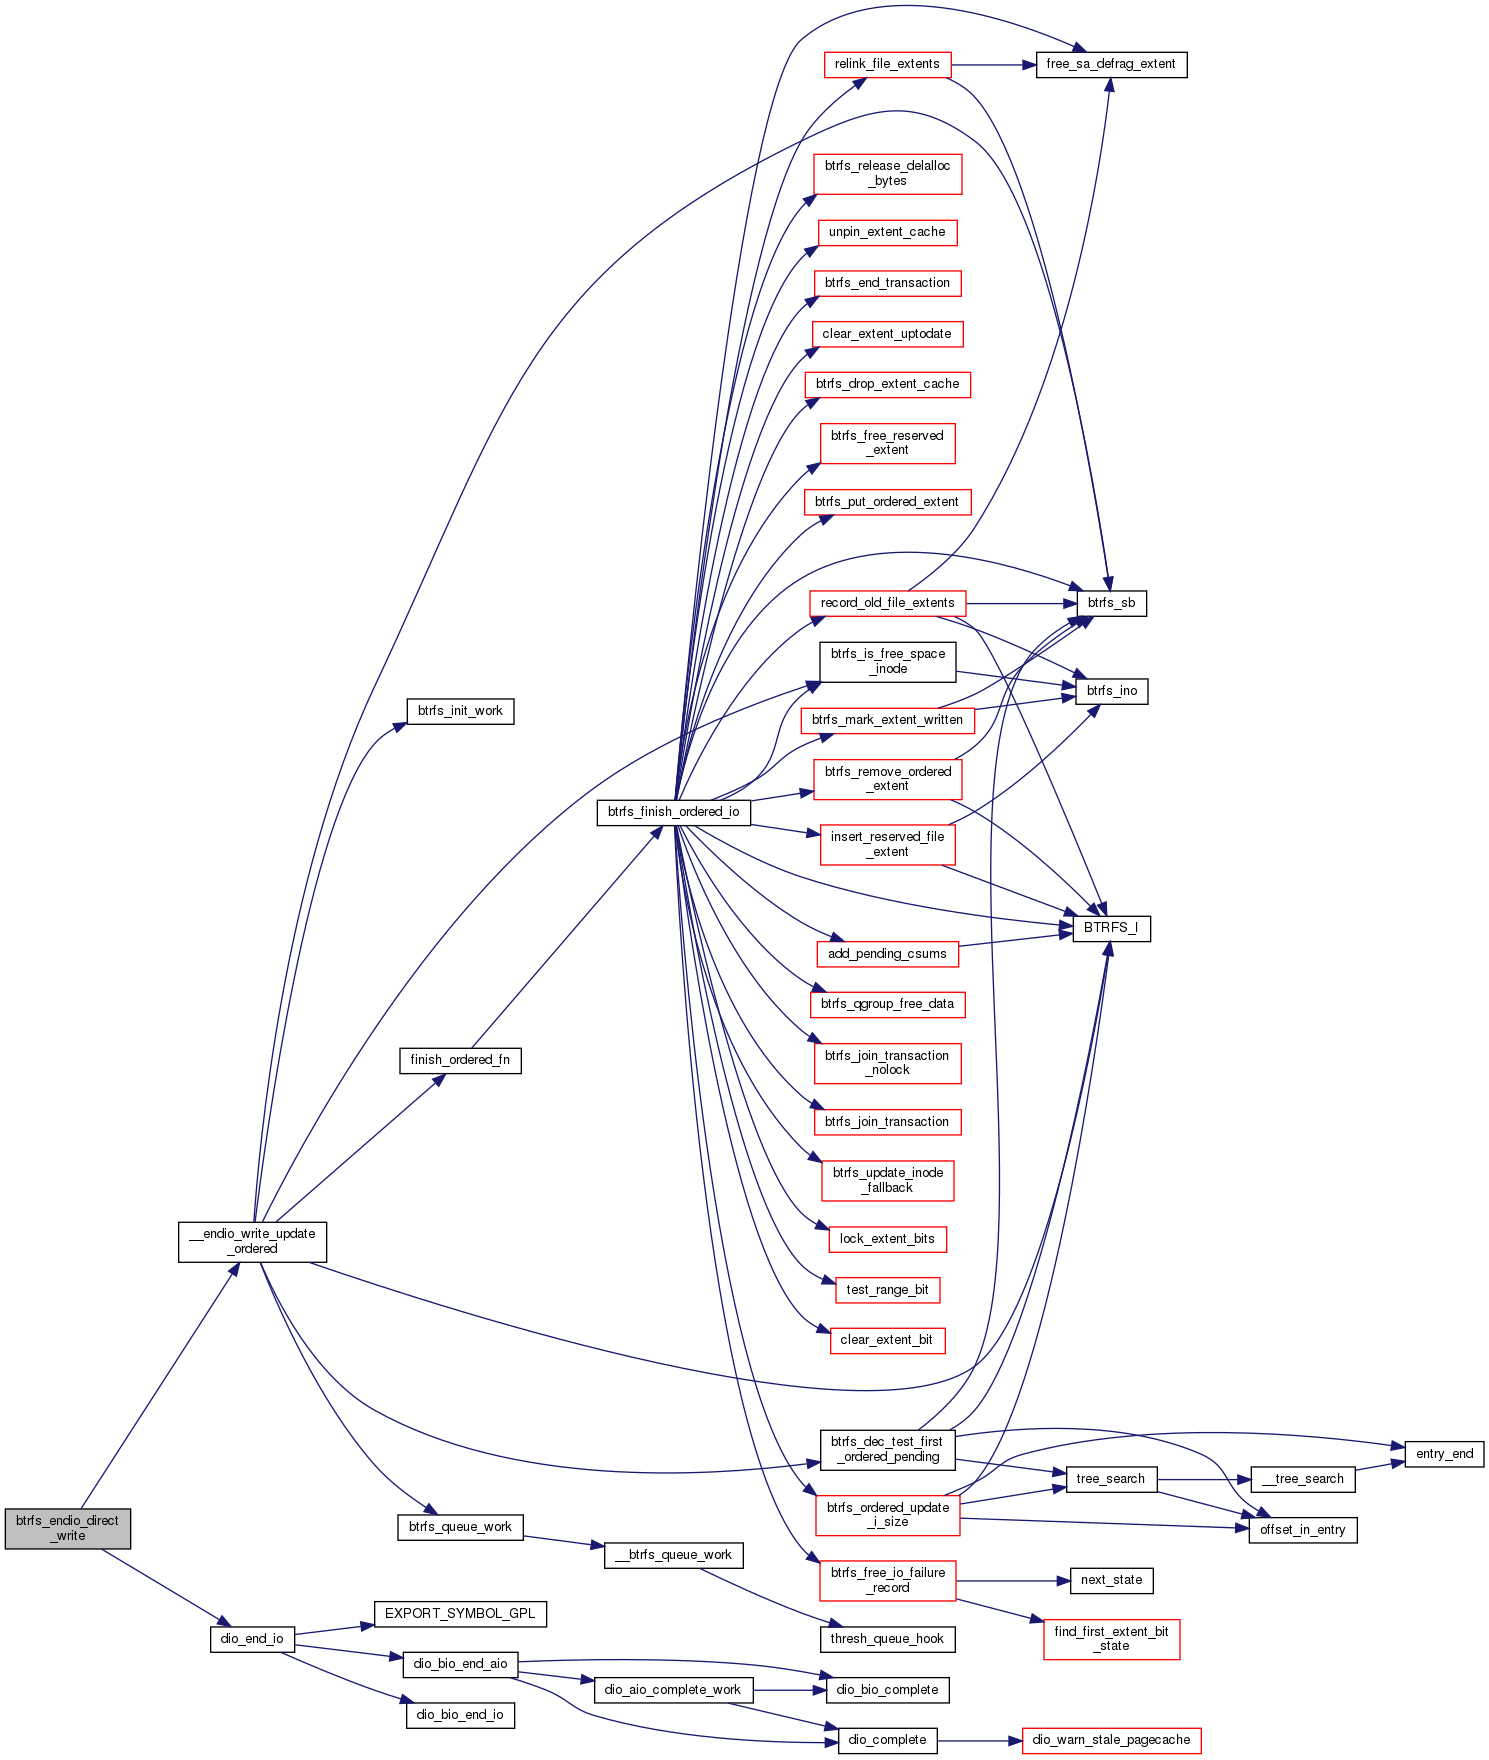 relink_file_extents
free_sa_defrag_extent
btrfs_release_delalloc
_bytes
unpin_extent_cache
btrfs_end_transaction
clear_extent_uptodate
btrfs_drop_extent_cache
btrfs_free_reserved
_extent
btrfs_put_ordered_extent
record_old_file_extents
btrfs_sb
btrfs_is_free_space
_inode
btrfs_ino
btrfs_init_work
btrfs_mark_extent_written
btrfs_remove_ordered
_extent
btrfs_finish_ordered_io
insert_reserved_file
_extent
BTRFS_I
add_pending_csums
btrfs_qgroup_free_data
finish_ordered_fn
btrfs_join_transaction
_nolock
btrfs_join_transaction
btrfs_update_inode
_fallback
__endio_write_update
_ordered
lock_extent_bits
test_range_bit
clear_extent_bit
btrfs_dec_test_first
_ordered_pending
entry_end
tree_search
__tree_search
btrfs_ordered_update
_i_size
offset_in_entry
btrfs_endio_direct
_write
btrfs_queue_work
__btrfs_queue_work
btrfs_free_io_failure
_record
next_state
EXPORT_SYMBOL_GPL
dio_end_io
thresh_queue_hook
find_first_extent_bit
_state
dio_bio_end_aio
dio_aio_complete_work
dio_bio_complete
dio_bio_end_io
dio_complete
dio_warn_stale_pagecache